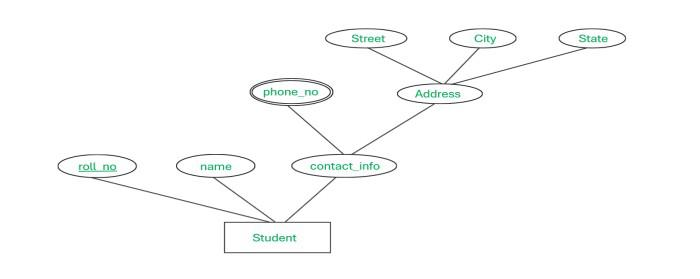 Street City State
phone_no Address
roll_no name contact_info
Student